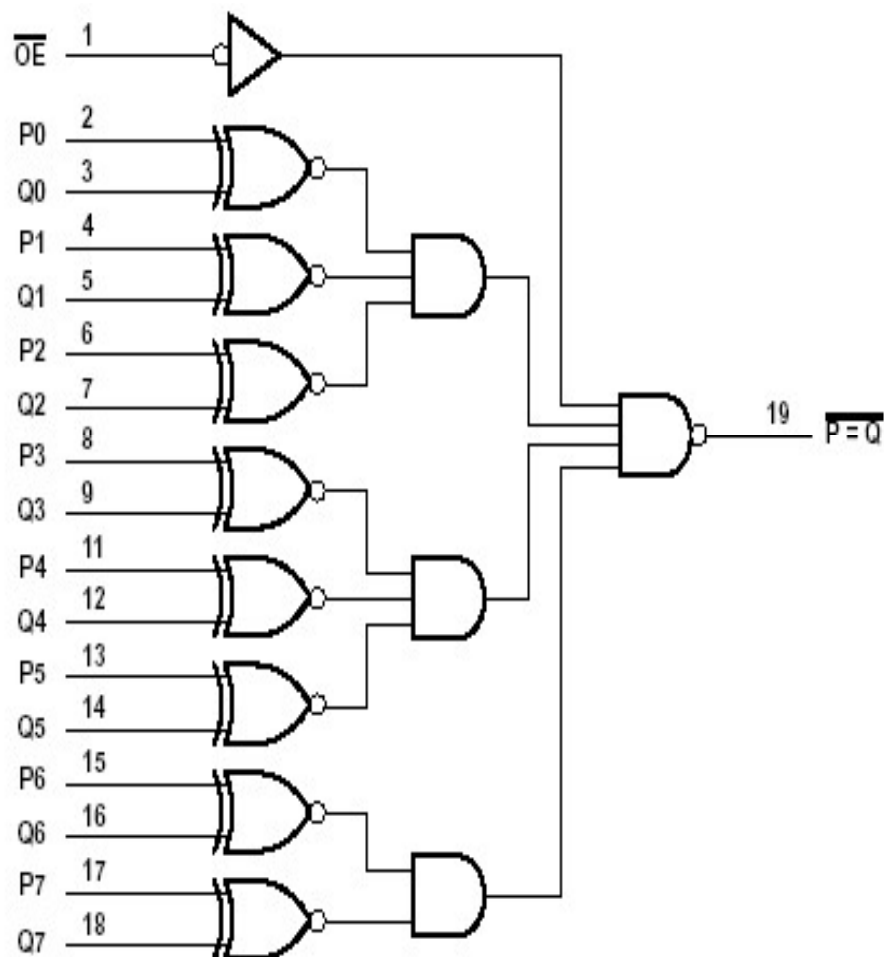 O̅E̅ 1
P0 2
Q0 3
P1 4
Q1 5
P2 6
Q2 7
P3 8
Q3 9
P4 11
Q4 12
P5 13
Q5 14
P6 15
Q6 16
P7 17
Q7 18
19 P̅ ̅=̅ ̅Q̅